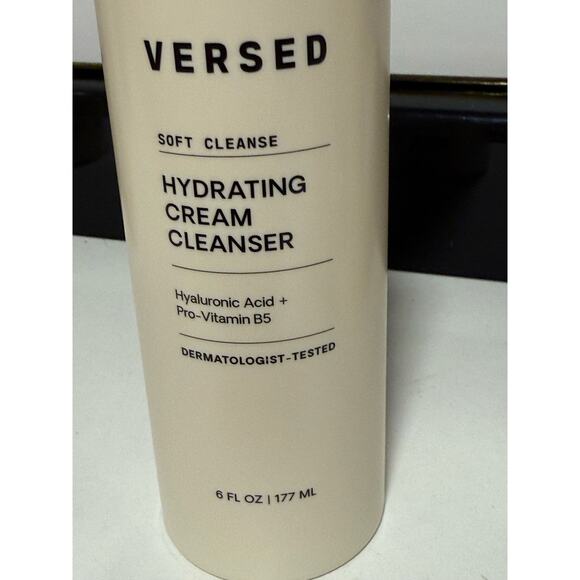 VERSED
SOFT CLEANSE
HYDRATING
CREAM
CLEANSER
Hyaluronic Acid +
Pro-Vitamin B5
DERMATOLOGIST-TESTED
6 FL OZ | 177 ML